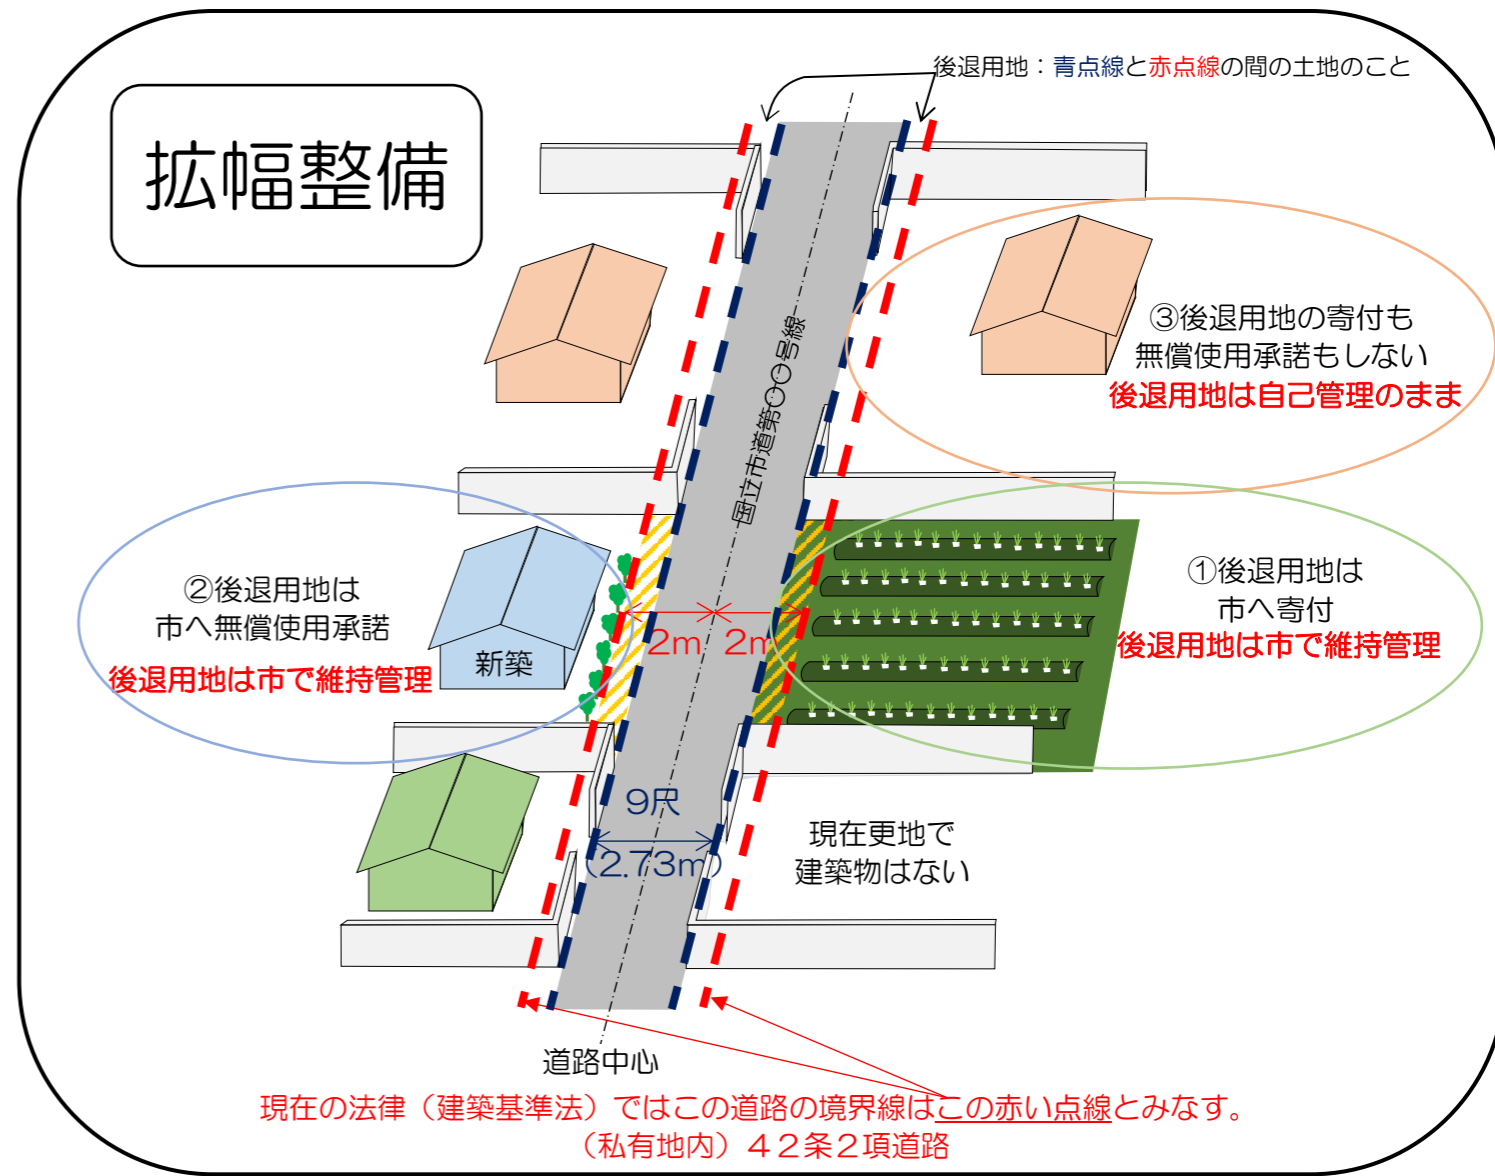 後退用地：青点線と赤点線の間の土地のこと
拡幅整備
国立市道第〇〇号線
③後退用地の寄付も
無償使用承諾もしない
後退用地は自己管理のまま
②後退用地は
市へ無償使用承諾
後退用地は市で維持管理
新築
2m
2m
①後退用地は
市へ寄付
後退用地は市で維持管理
9尺
(2.73m)
現在更地で
建築物はない
道路中心
現在の法律（建築基準法）ではこの道路の境界線はこの赤い点線とみなす。
（私有地内）４２条２項道路